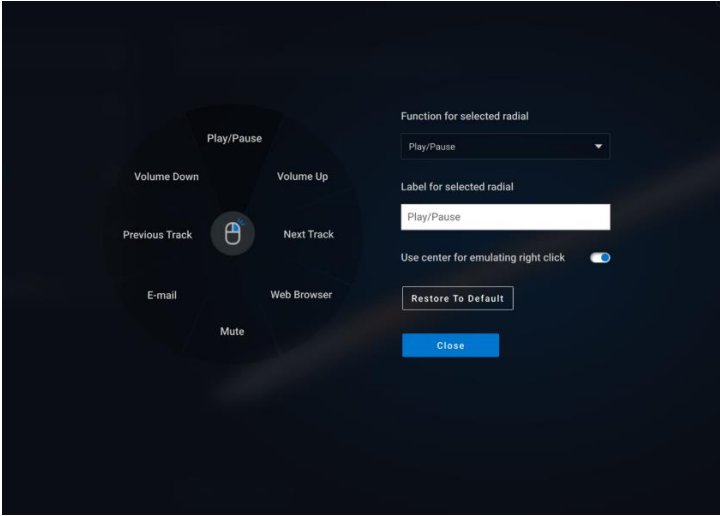 Play/Pause
Volume Down
Volume Up
Previous Track
Next Track
E-mail
Web Browser
Mute
Function for selected radial
Play/Pause
Label for selected radial
Play/Pause
Use center for emulating right click
Restore To Default
Close